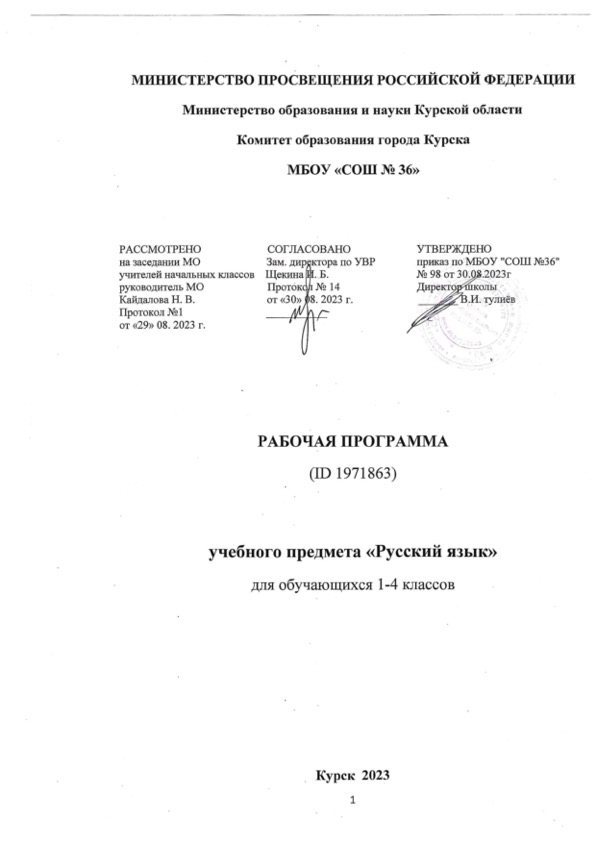 МИНИСТЕРСТВО ПРОСВЕЩЕНИЯ РОССИЙСКОЙ ФЕДЕРАЦИИ
Министерство образования и науки Курской области
Комитет образования города Курска
МБОУ «СОШ № 36»
РАССМОТРЕНО
на заседании МО
учителей начальных классов
руководитель МО
Кайдалова Н. В.
Протокол №1
от «29» 08. 2023 г.
СОГЛАСОВАНО
Зам. директора по УВР
Щекина И. Б.
Протокол № 14
от «30» 08. 2023 г.
УТВЕРЖДЕНО
приказ по МБОУ "СОШ №36"
№ 98 от 30.08.2023г
Директор школы
В.И. тулиёв
РАБОЧАЯ ПРОГРАММА
(ID 1971863)
учебного предмета «Русский язык»
для обучающихся 1-4 классов
Курск 2023
1